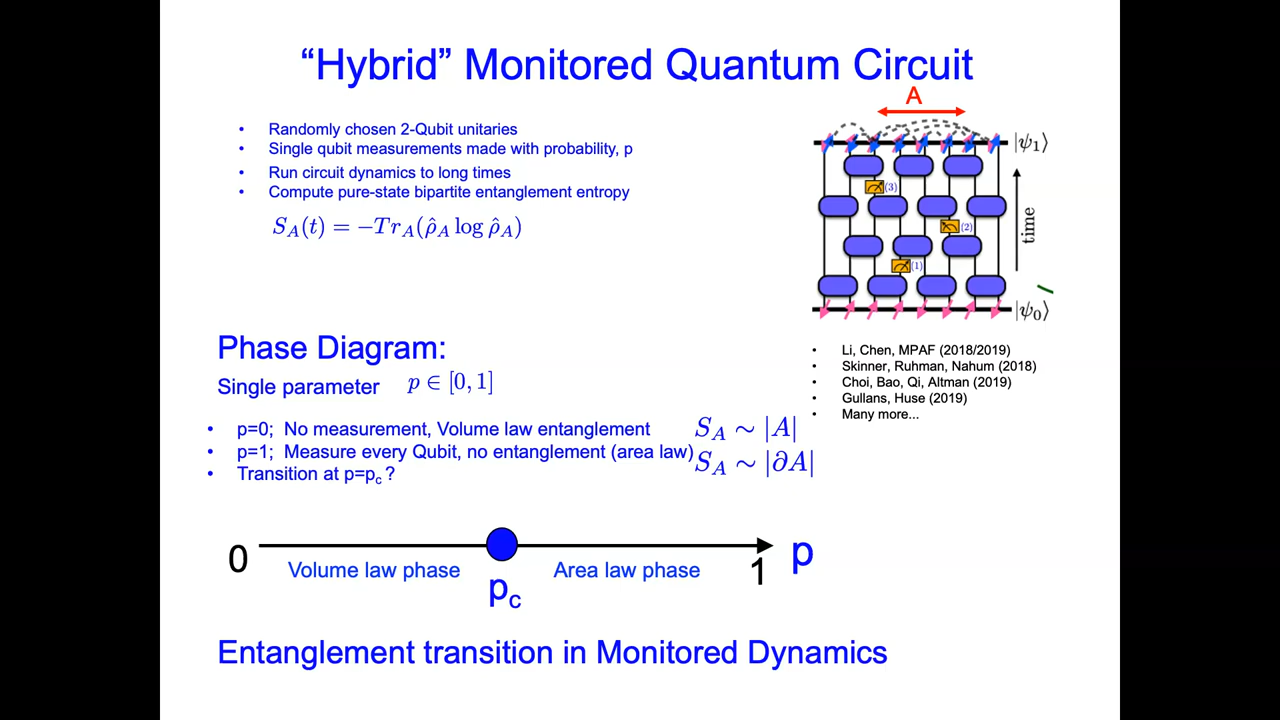 “Hybrid” Monitored Quantum Circuit
• Randomly chosen 2-Qubit unitaries
• Single qubit measurements made with probability, p
• Run circuit dynamics to long times
• Compute pure-state bipartite entanglement entropy
S_A(t) = −Tr_A(ρ̂_A log ρ̂_A)
A
|ψ₁⟩
(3)
(2)
(1)
time
|ψ₀⟩
• Li, Chen, MPAF (2018/2019)
• Skinner, Ruhman, Nahum (2018)
• Choi, Bao, Qi, Altman (2019)
• Gullans, Huse (2019)
• Many more...
Phase Diagram:
Single parameter p ∈ [0, 1]
• p=0; No measurement, Volume law entanglement S_A ∼ |A|
• p=1; Measure every Qubit, no entanglement (area law) S_A ∼ |∂A|
• Transition at p=p_c ?
0 Volume law phase p_c Area law phase 1 p
Entanglement transition in Monitored Dynamics